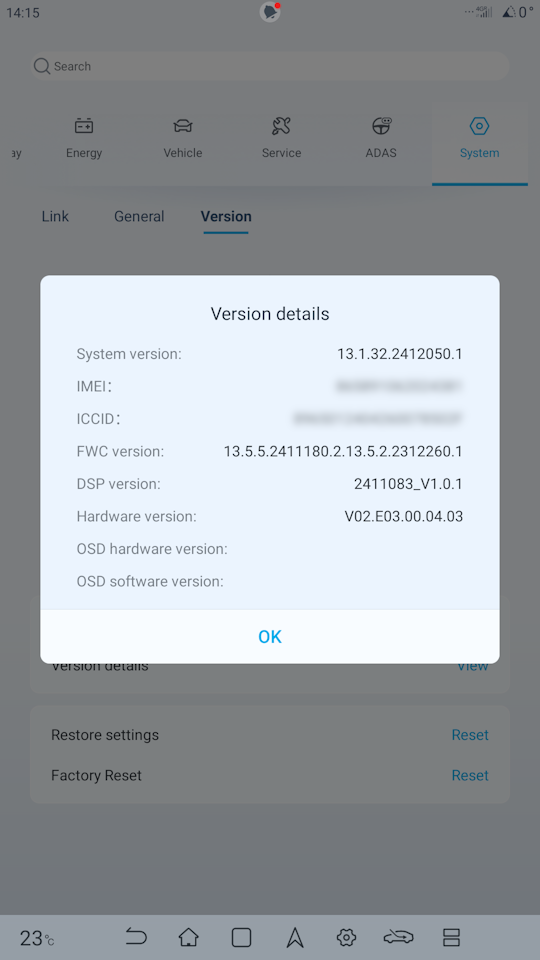 14:15
4G
0°
Search
ay
Energy
Vehicle
Service
ADAS
System
Link
General
Version
Version details
System version: 13.1.32.2412050.1
IMEI:
ICCID:
FWC version: 13.5.5.2411180.2.13.5.2.2312260.1
DSP version: 2411083_V1.0.1
Hardware version: V02.E03.00.04.03
OSD hardware version:
OSD software version:
OK
Version details View
Restore settings Reset
Factory Reset Reset
23°C